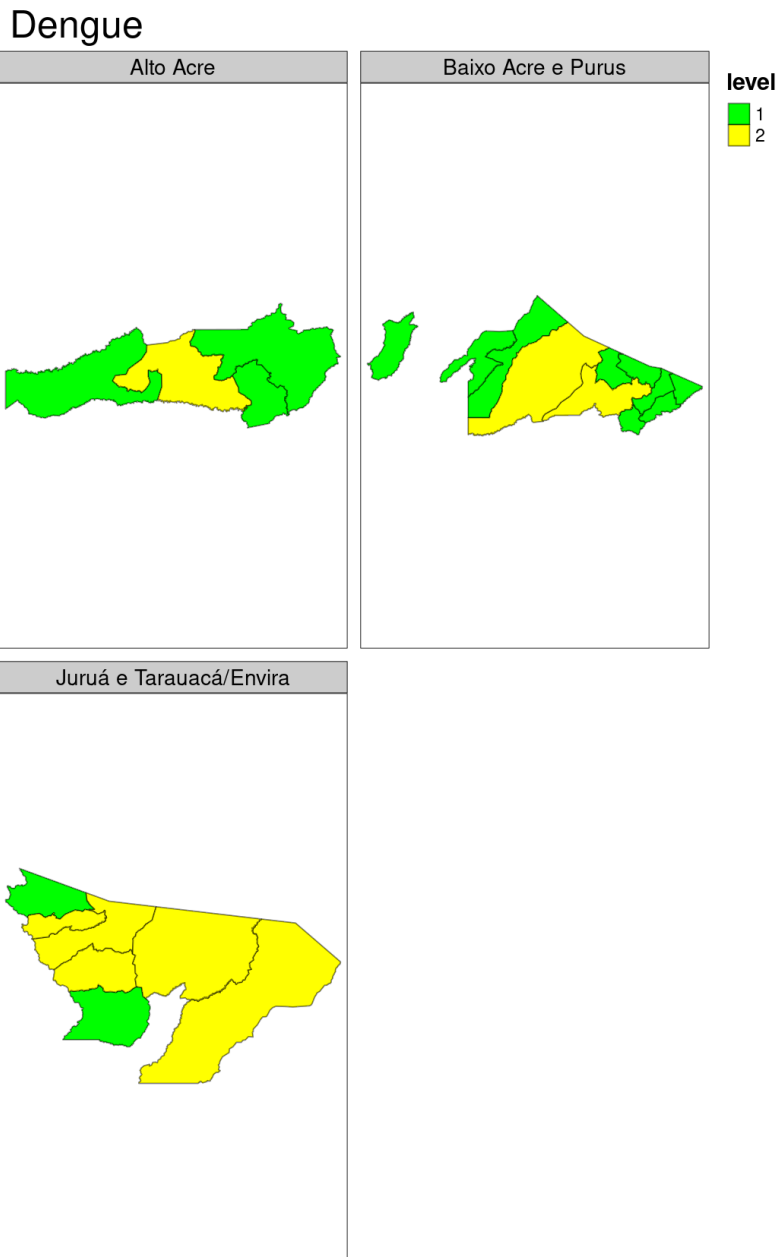 Dengue
Alto Acre
Baixo Acre e Purus
level
1
2
Juruá e Tarauacá/Envira